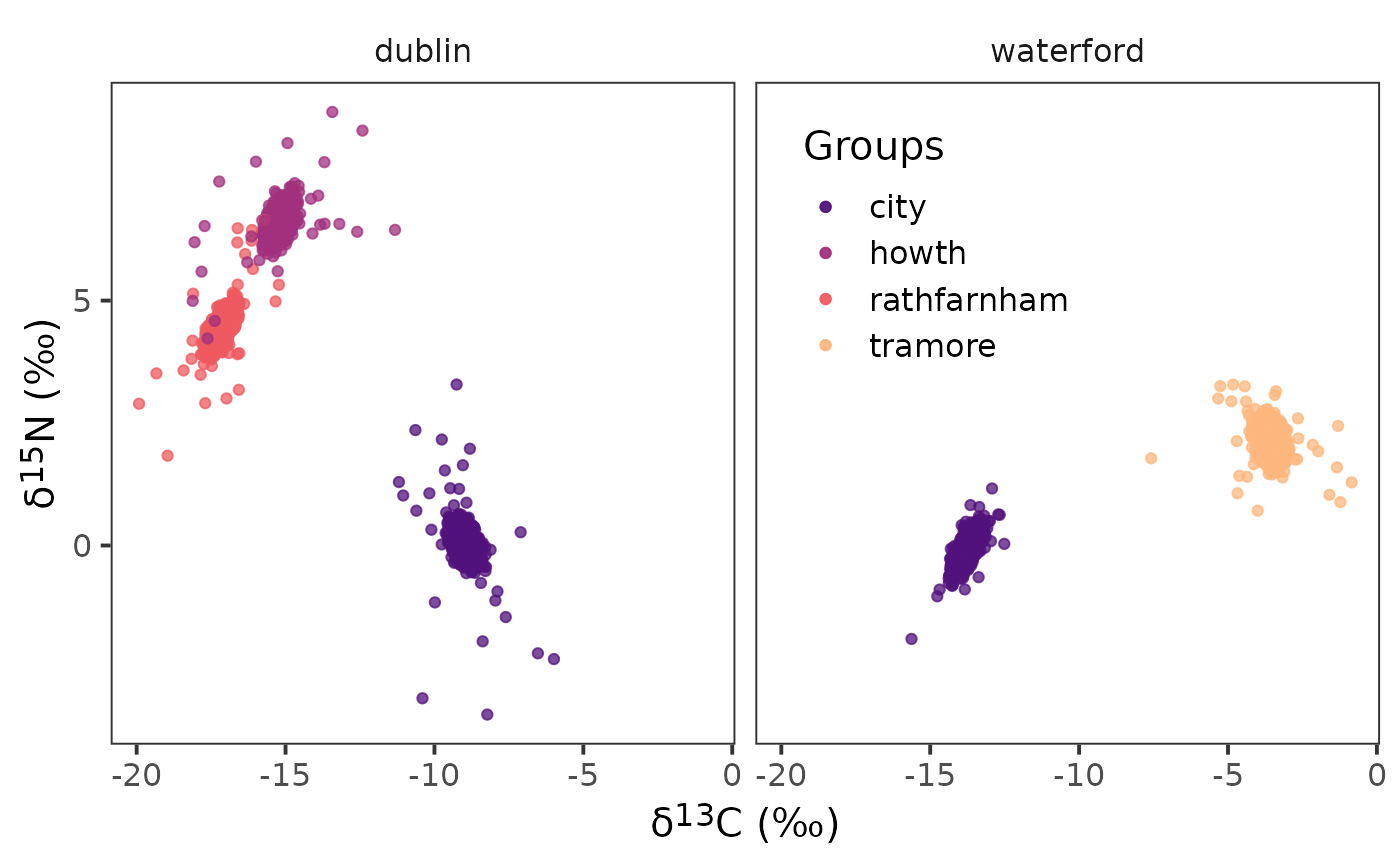 dublin
waterford
Groups
city
howth
rathfarnham
tramore
5
0
δ¹⁵N (‰)
-20 -15 -10 -5 0 -20 -15 -10 -5 0
δ¹³C (‰)